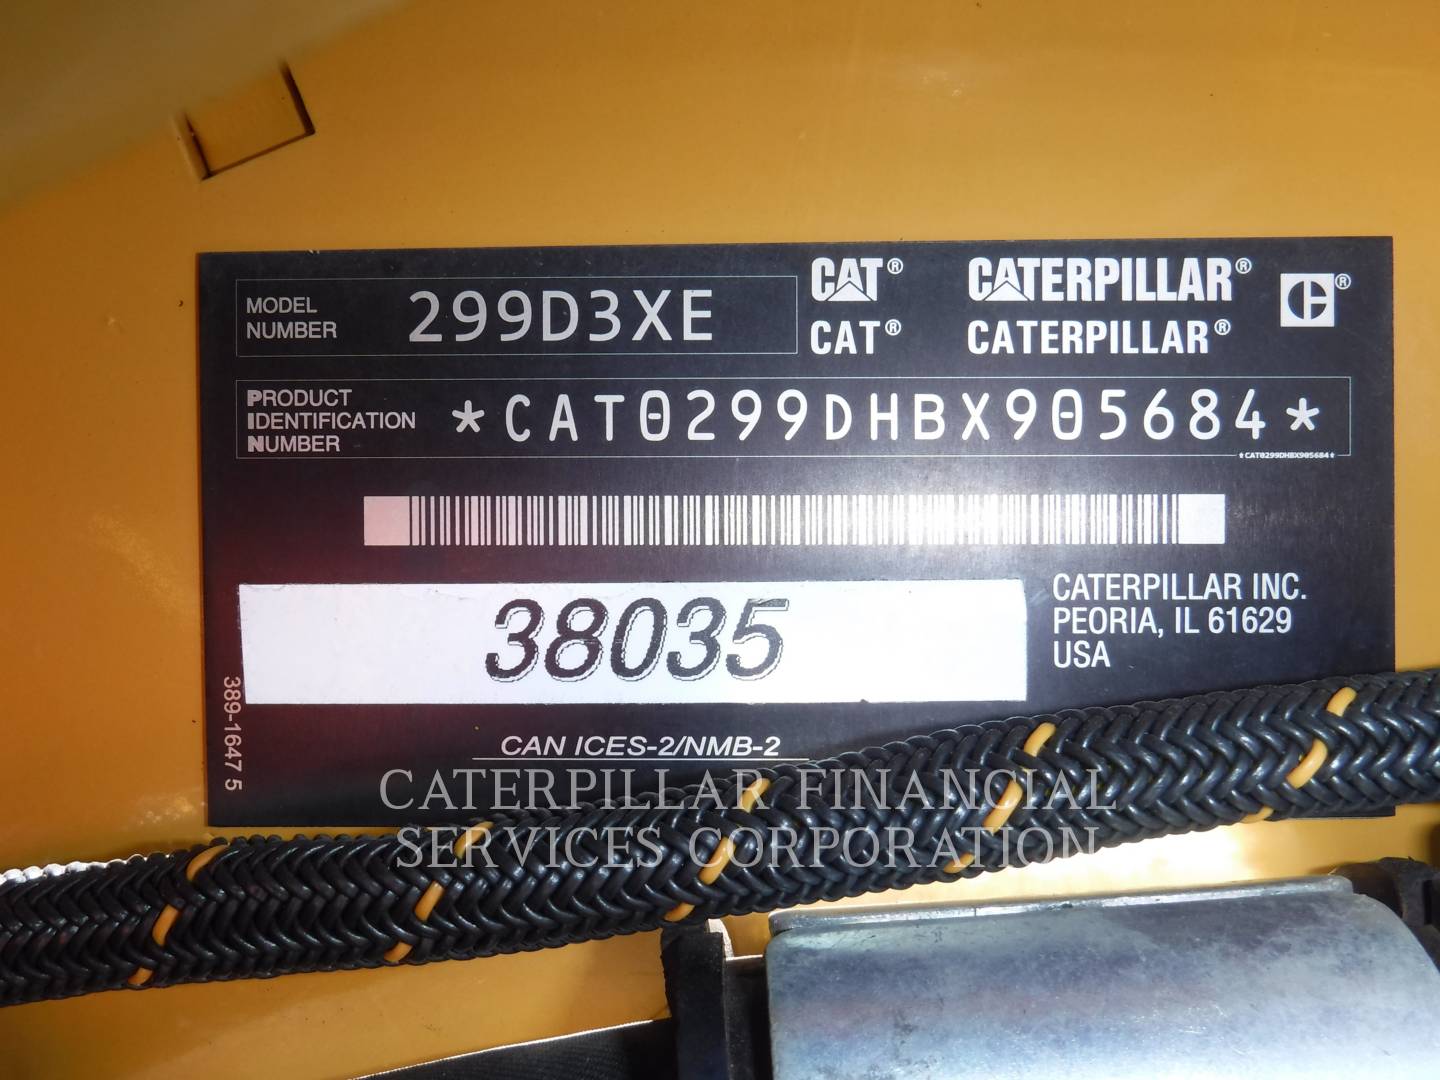 MODEL NUMBER 299D3XE
CAT® CATERPILLAR® ®
CAT® CATERPILLAR®
PRODUCT
IDENTIFICATION
NUMBER
*CAT0299DHBX905684*
*CAT0299DHBX905684*
38035
CATERPILLAR INC.
PEORIA, IL 61629
USA
389-1647 5
CAN ICES-2/NMB-2
CATERPILLAR FINANCIAL
SERVICES CORPORATION